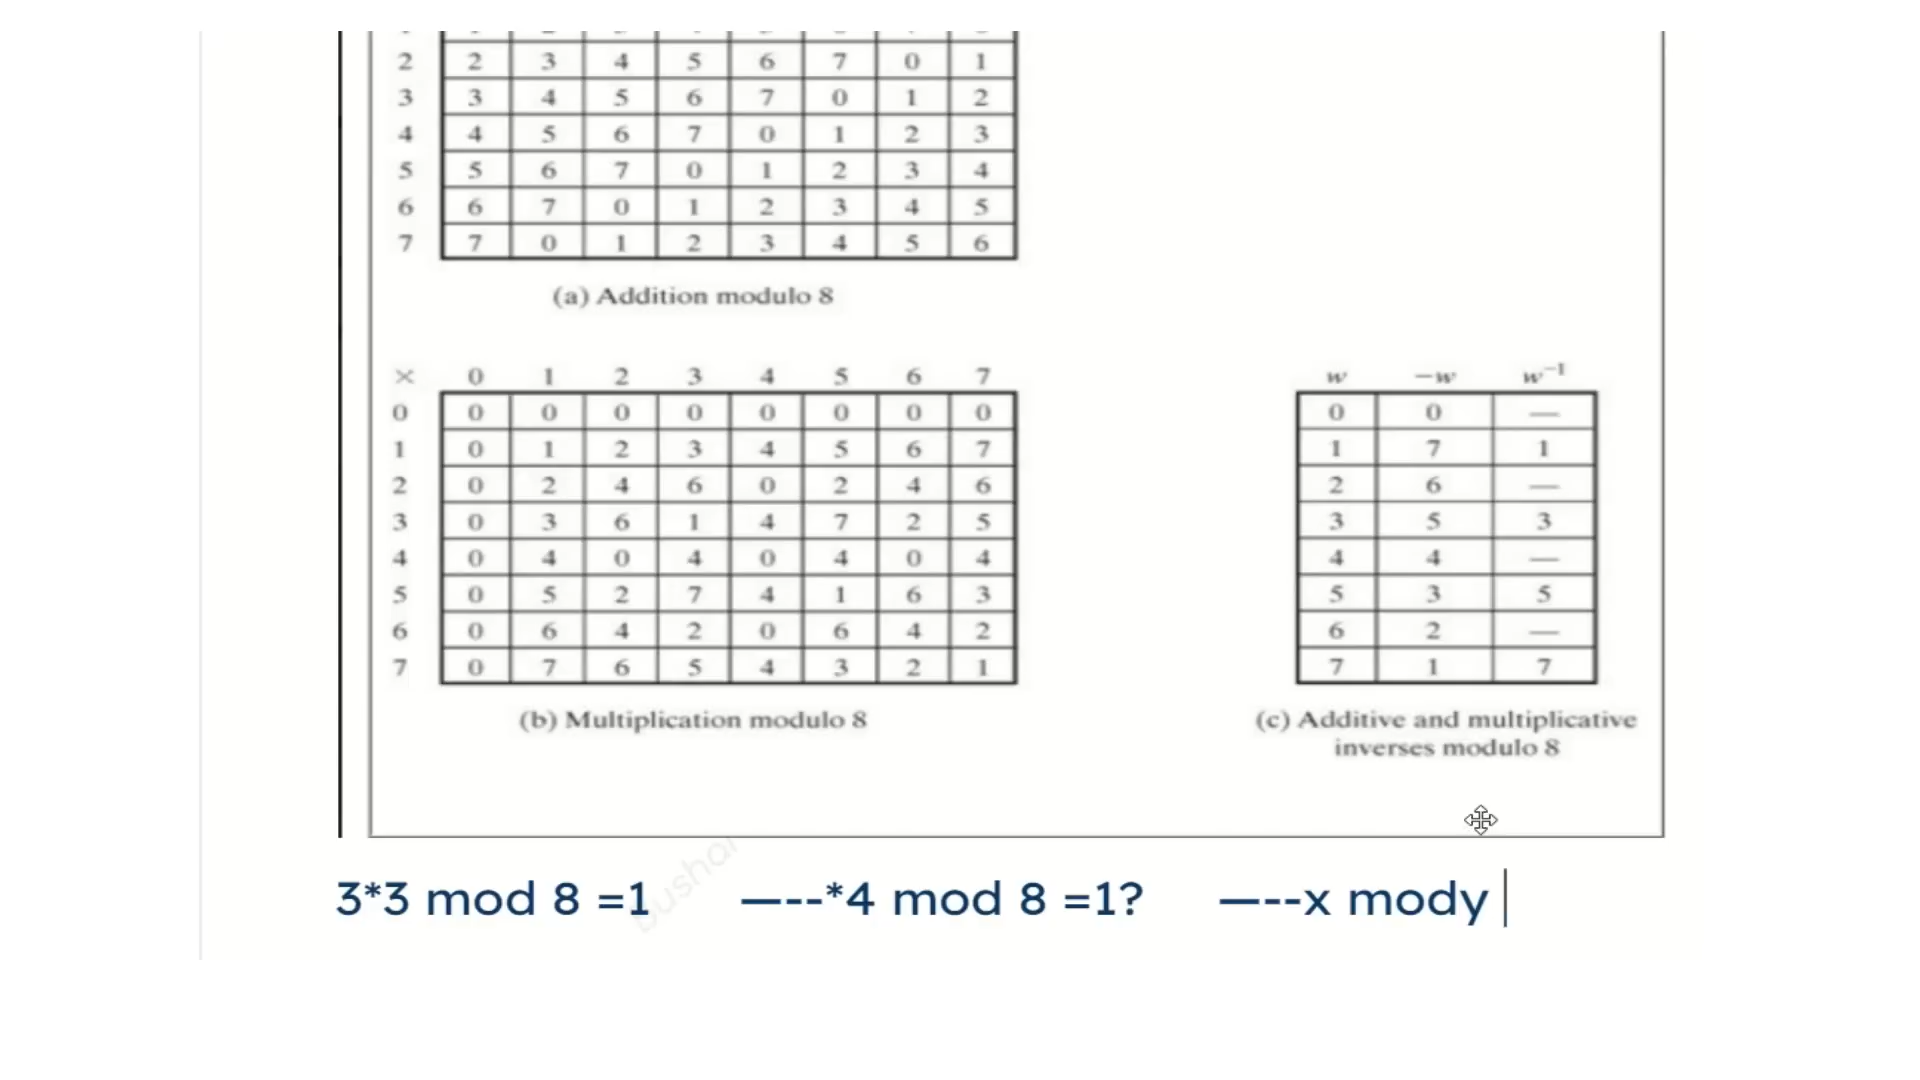 2 2 3 4 5 6 7 0 1
3 3 4 5 6 7 0 1 2
4 4 5 6 7 0 1 2 3
5 5 6 7 0 1 2 3 4
6 6 7 0 1 2 3 4 5
7 7 0 1 2 3 4 5 6
(a) Addition modulo 8
× 0 1 2 3 4 5 6 7
0 0 0 0 0 0 0 0 0
1 0 1 2 3 4 5 6 7
2 0 2 4 6 0 2 4 6
3 0 3 6 1 4 7 2 5
4 0 4 0 4 0 4 0 4
5 0 5 2 7 4 1 6 3
6 0 6 4 2 0 6 4 2
7 0 7 6 5 4 3 2 1
(b) Multiplication modulo 8
w −w w⁻¹
0 0 —
1 7 1
2 6 —
3 5 3
4 4 —
5 3 5
6 2 —
7 1 7
(c) Additive and multiplicative
inverses modulo 8
3*3 mod 8 =1 —--*4 mod 8 =1? —--x mody